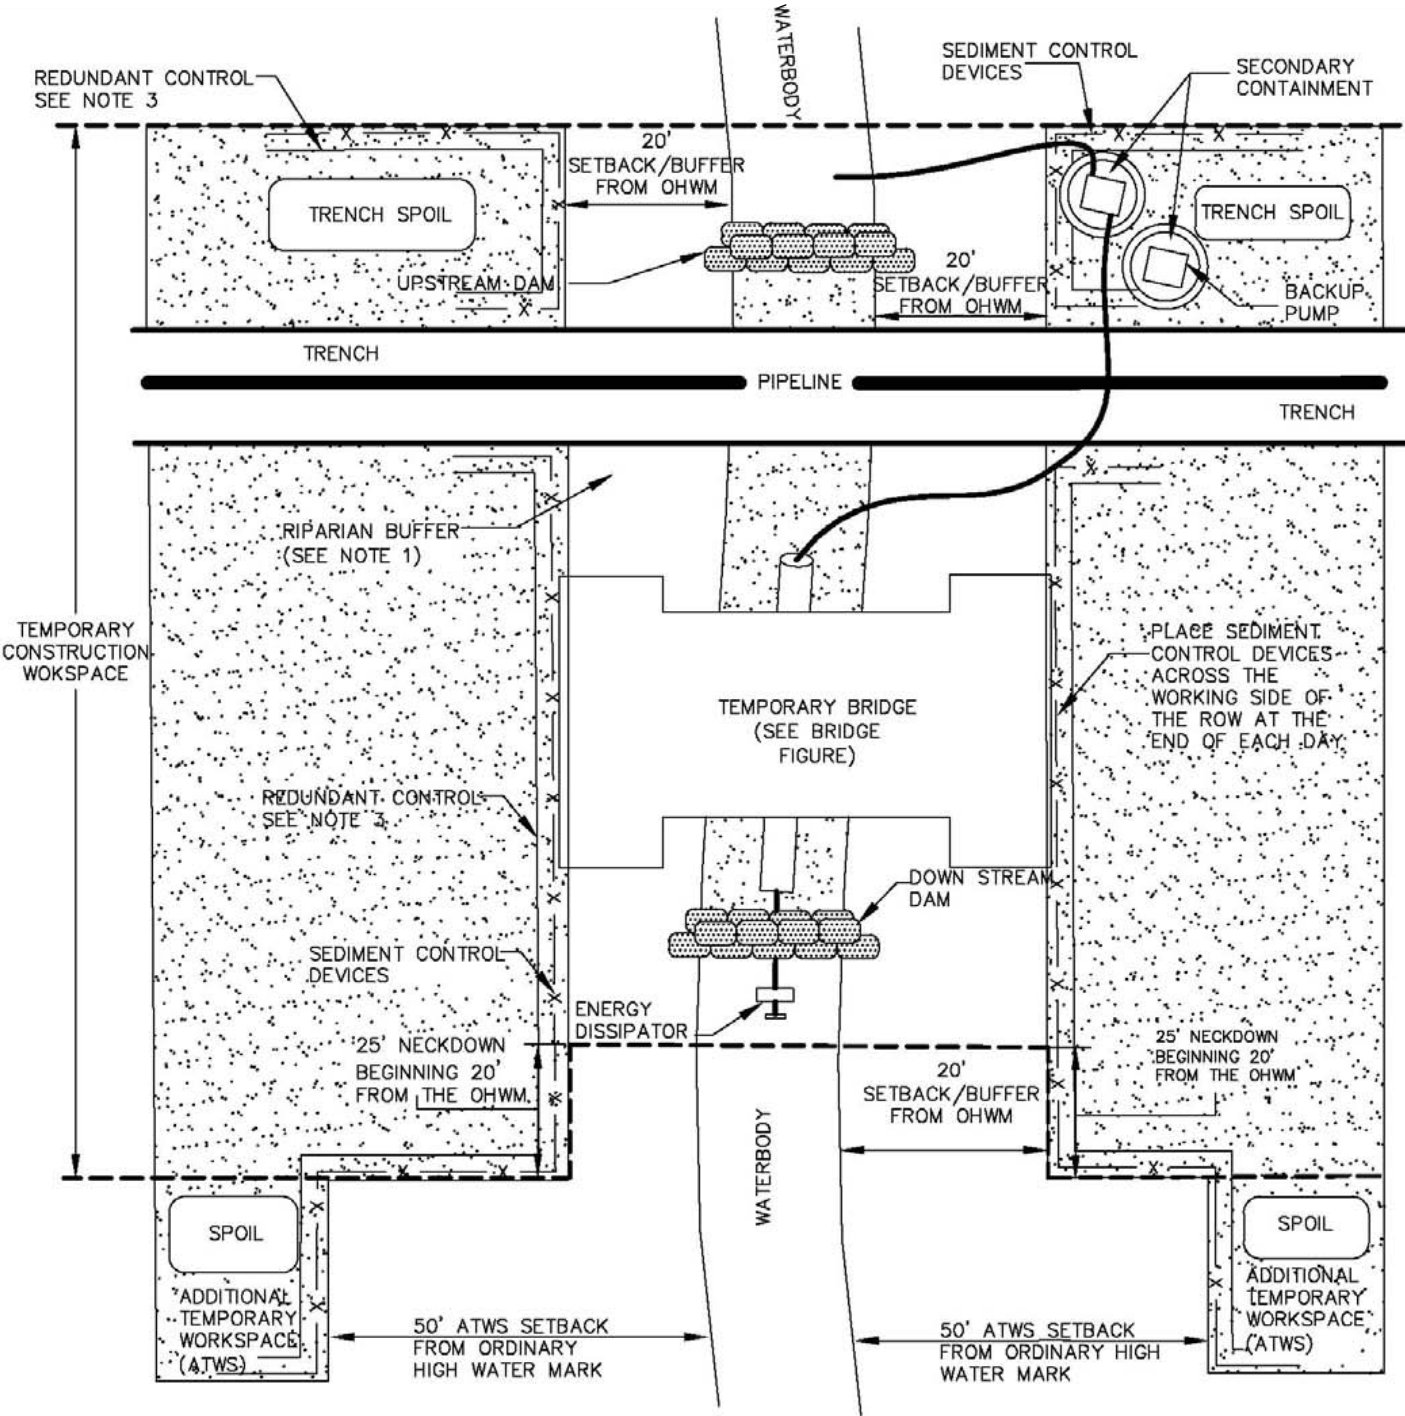 WATERBODY
REDUNDANT CONTROL
SEE NOTE 3
SEDIMENT CONTROL
DEVICES
SECONDARY
CONTAINMENT
20'
SETBACK/BUFFER
FROM OHWM
TRENCH SPOIL
TRENCH SPOIL
UPSTREAM DAM
20'
SETBACK/BUFFER
FROM OHWM
BACKUP
PUMP
TRENCH
PIPELINE
TRENCH
RIPARIAN BUFFER
(SEE NOTE 1)
TEMPORARY
CONSTRUCTION
WOKSPACE
PLACE SEDIMENT
CONTROL DEVICES
ACROSS THE
WORKING SIDE OF
THE ROW AT THE
END OF EACH DAY
TEMPORARY BRIDGE
(SEE BRIDGE
FIGURE)
REDUNDANT CONTROL
SEE NOTE 3
DOWN STREAM
DAM
SEDIMENT CONTROL
DEVICES
ENERGY
DISSIPATOR
25' NECKDOWN
BEGINNING 20'
FROM THE OHWM
25' NECKDOWN
BEGINNING 20'
FROM THE OHWM
20'
SETBACK/BUFFER
FROM OHWM
WATERBODY
SPOIL
SPOIL
ADDITIONAL
TEMPORARY
WORKSPACE
(ATWS)
50' ATWS SETBACK
FROM ORDINARY
HIGH WATER MARK
50' ATWS SETBACK
FROM ORDINARY HIGH
WATER MARK
ADDITIONAL
TEMPORARY
WORKSPACE
(ATWS)